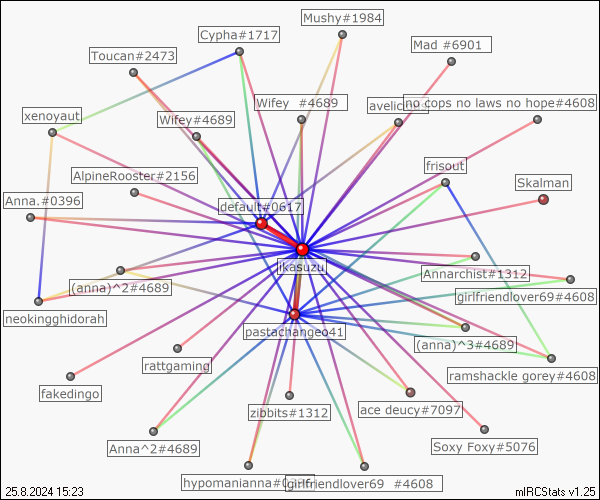 Mushy#1984
Cypha#1717
Mad #6901
Toucan#2473
Wifey #4689
no cops no laws no hope#4608
xenoyaut
Wifey#4689
frisout
AlpineRooster#2156
Skalman
Anna.#0396
default#0617
ikasuzu
Annarchist#1312
(anna)^2#4689
girlfriendlover69#4608
neokingghidorah
pastachangeo41
(anna)^3#4689
rattgaming
ramshackle gorey#4608
fakedingo
zibbits#1312
ace deucy#7097
Anna^2#4689
Soxy Foxy#5076
girlfriendlover69 #4608
25.8.2024 15:23
mIRCStats v1.25